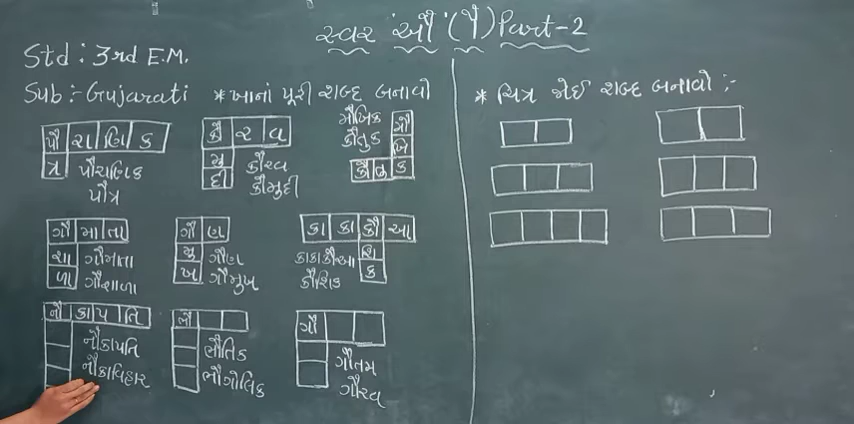 સ્વર 'ઔ' (ૌ) Part-2
Std : 3rd E.M.
Sub :- Gujarati
* ખાનાં પૂરી શબ્દ બનાવો
* ચિત્ર જોઈ શબ્દ બનાવો :-
પૌ રા ણિ ક
ત્ર
પૌરાણિક
પૌત્ર
કૌ ર વ
મુ
દી
કૌરવ
કૌમુદી
મૌખિક
કૌતુક
મૌ
ખિ
કૌ તુ ક
ગૌ મા તા
શા
ળા
ગૌમાતા
ગૌશાળા
ગૌ ણ
મુ
ખ
ગૌણ
ગૌમુખ
કા કા કૌ આ
શિ
ક
કાકાકૌઆ
કૌશિક
નૌ કા પ તિ
નૌકાપતિ
નૌકાવિહાર
ભૌ
ભૌતિક
ભૌગોલિક
ગૌ
ગૌતમ
ગૌરવ